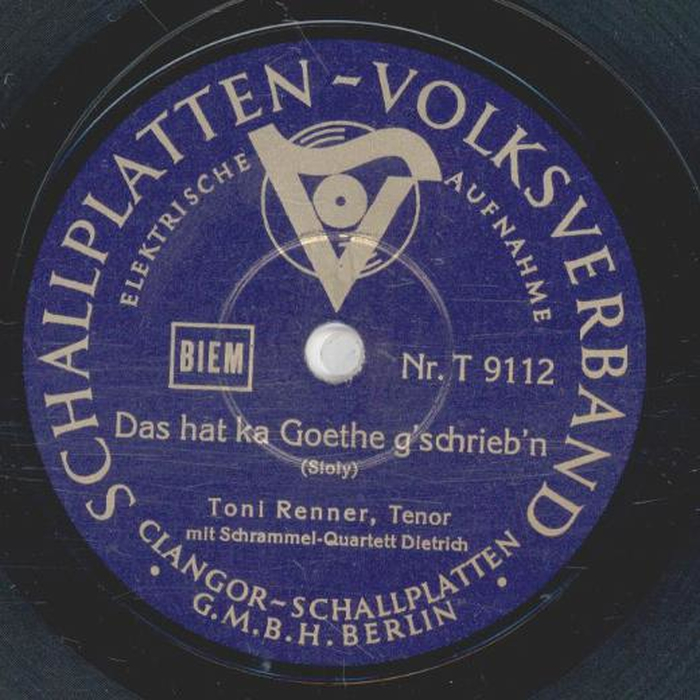 SCHALLPLATTEN-VOLKSVERBAND
ELEKTRISCHE AUFNAHME
BIEM
Nr. T 9112
Das hat ka Goethe g'schrieb'n
(Sioly)
Toni Renner, Tenor
mit Schrammel-Quartett Dietrich
CLANGOR-SCHALLPLATTEN
G.M.B.H. BERLIN